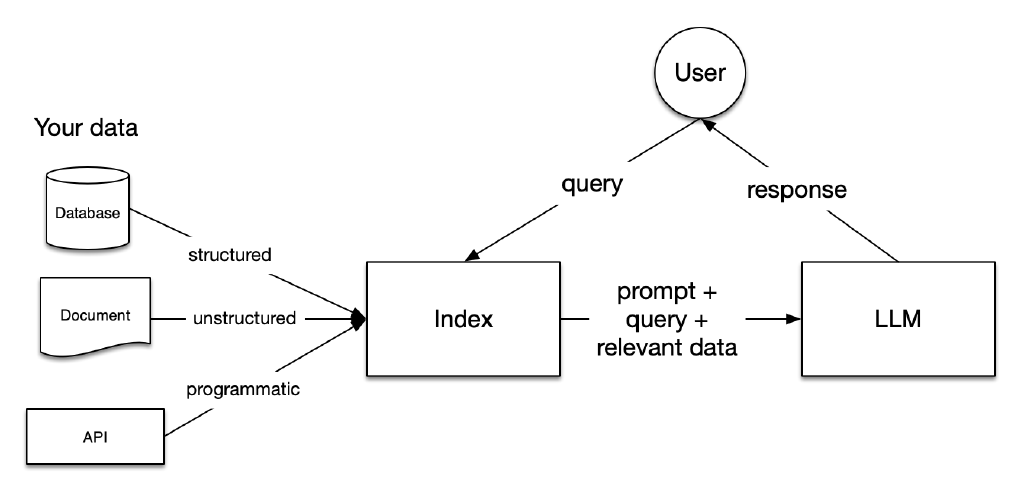 User
Your data
query
response
Database
structured
Document
unstructured
Index
prompt +
query +
relevant data
LLM
programmatic
API